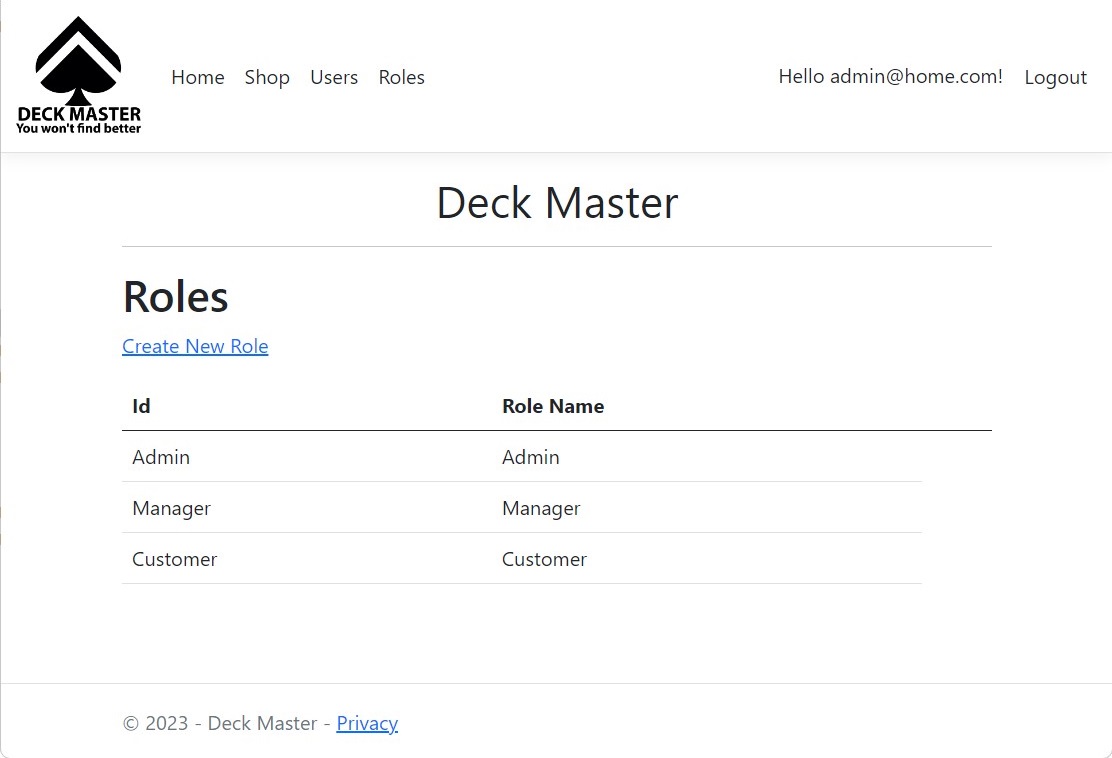 DECK MASTER
You won't find better
Home Shop Users Roles Hello admin@home.com! Logout
Deck Master
Roles
Create New Role
Id Role Name
Admin Admin
Manager Manager
Customer Customer
© 2023 - Deck Master - Privacy